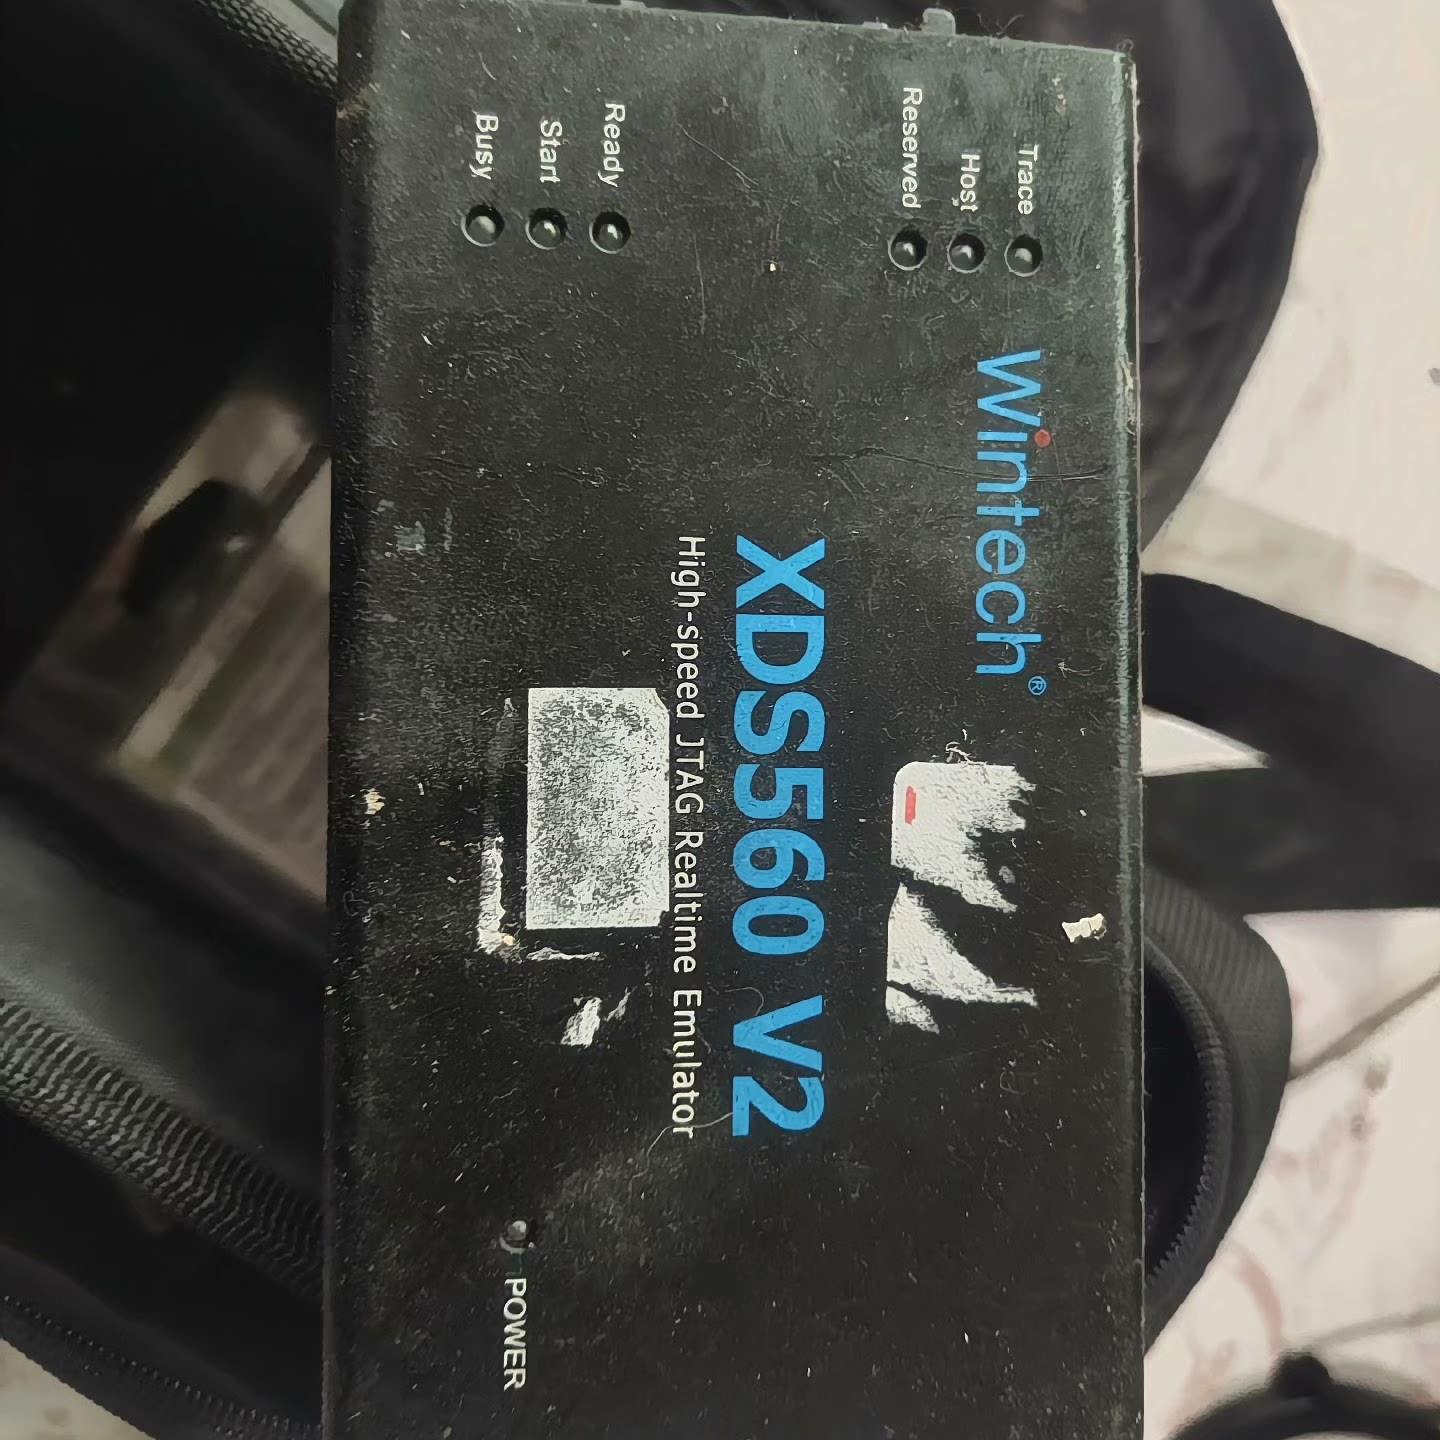 Wintech®
XDS560 V2
High-speed JTAG Realtime Emulator
Trace
Host
Reserved
Ready
Start
Busy
POWER